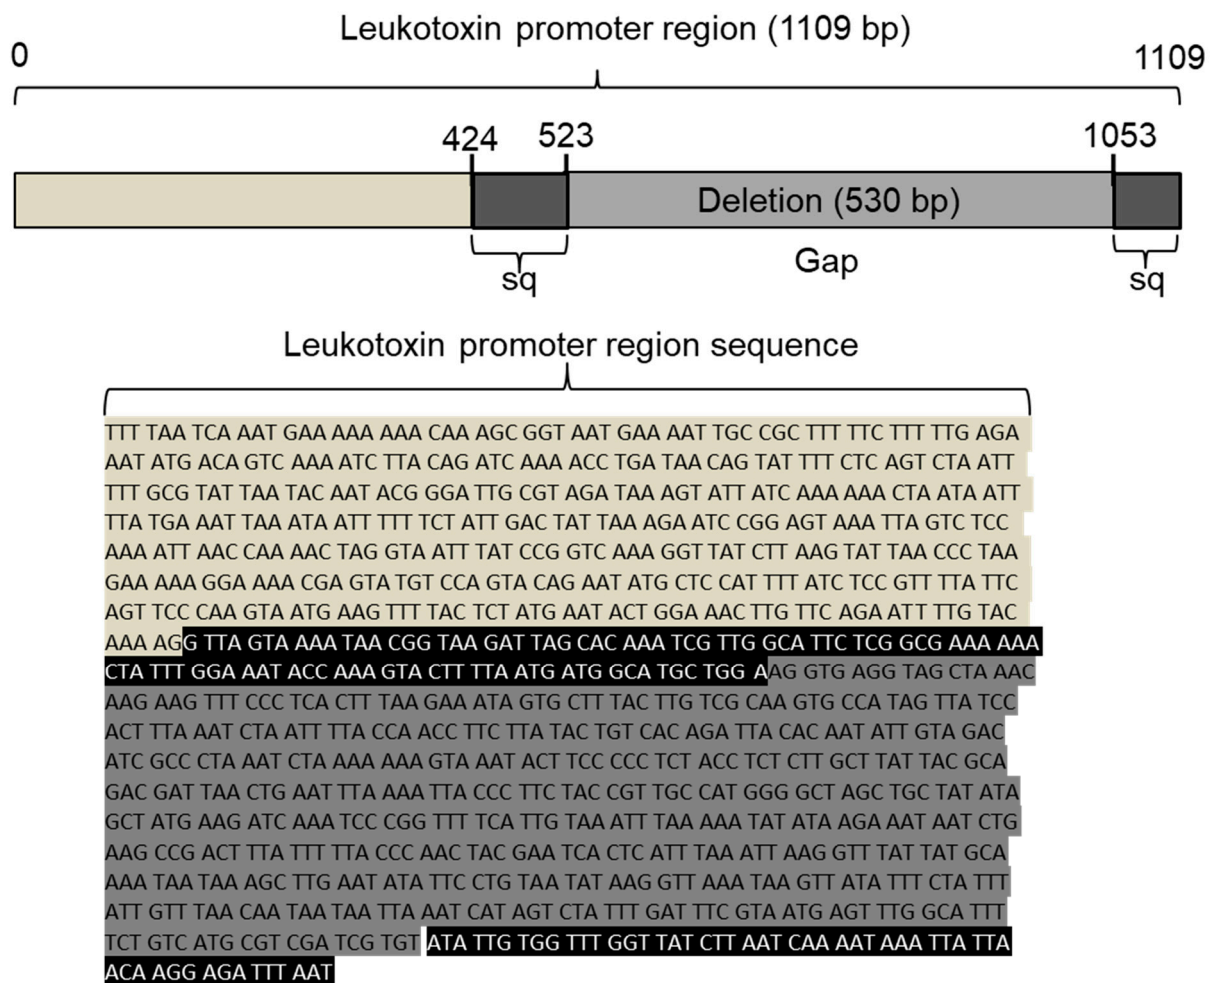 Leukotoxin promoter region (1109 bp)
0
1109
424
523
1053
Deletion (530 bp)
sq
Gap
sq
Leukotoxin promoter region sequence
TTT TAA TCA AAT GAA AAA AAA CAA AGC GGT AAT GAA AAT TGC CGC TTT TTC TTT TTG AGA
AAT ATG ACA GTC AAA ATC TTA CAG ATC AAA ACC TGA TAA CAG TAT TTT CTC AGT CTA ATT
TTT GCG TAT TAA TAC AAT ACG GGA TTG CGT AGA TAA AGT ATT ATC AAA AAA CTA ATA ATT
TTA TGA AAT TAA ATA ATT TTT TCT ATT GAC TAT TAA AGA ATC CGG AGT AAA TTA GTC TCC
AAA ATT AAC CAA AAC TAG GTA ATT TAT CCG GTC AAA GGT TAT CTT AAG TAT TAA CCC TAA
GAA AAA GGA AAA CGA GTA TGT CCA GTA CAG AAT ATG CTC CAT TTT ATC TCC GTT TTA TTC
AGT TCC CAA GTA ATG AAG TTT TAC TCT ATG AAT ACT GGA AAC TTG TTC AGA ATT TTG TAC
AAA AGG TTA GTA AAA TAA CGG TAA GAT TAG CAC AAA TCG TTG GCA TTC TCG GCG AAA AAA
CTA TTT GGA AAT ACC AAA GTA CTT TTA ATG ATG GCA TGC TGG AAG GTG AGG TAG CTA AAC
AAG AAG TTT CCC TCA CTT TAA GAA ATA GTG CTT TAC TTG TCG CAA GTG CCA TAG TTA TCC
ACT TTA AAT CTA ATT TTA CCA ACC TTC TTA TAC TGT CAC AGA TTA CAC AAT ATT GTA GAC
ATC GCC CTA AAT CTA AAA AAA GTA AAT ACT TCC CCC TCT ACC TCT CTT GCT TAT TAC GCA
GAC GAT TAA CTG AAT TTA AAA TTA CCC TTC TAC CGT TGC CAT GGG GCT AGC TGC TAT ATA
GCT ATG AAG ATC AAA TCC CGG TTT TCA TTG TAA ATT TAA AAA TAT ATA AGA AAT AAT CTG
AAG CCG ACT TTA TTT TTA CCC AAC TAC GAA TCA CTC ATT TAA ATT AAG GTT TAT TAT GCA
AAA TAA TAA AGC TTG AAT ATA TTC CTG TAA TAT AAG GTT AAA TAA GTT ATA TTT CTA TTT
ATT GTT TAA CAA TAA TAA TTA AAT CAT AGT CTA TTT GAT TTC GTA ATG AGT TTG GCA TTT
TCT GTC ATG CGT CGA TCG TGT ATA TTG TGG TTT GGT TAT CTT AAT CAA AAT AAA TTA TTA
ACA AGG AGA TTT AAT